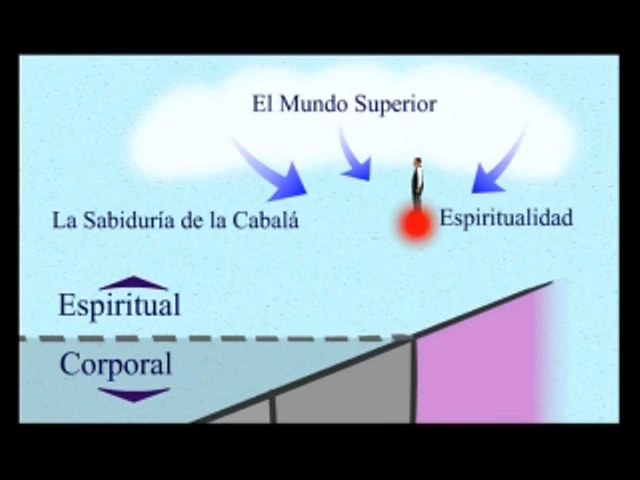 El Mundo Superior
La Sabiduría de la Cabalá
Espiritualidad
Espiritual
Corporal